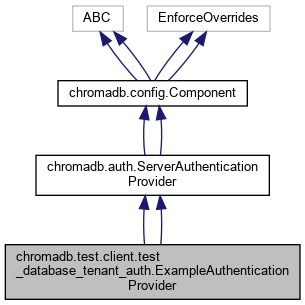 ABC
EnforceOverrides
chromadb.config.Component
chromadb.auth.ServerAuthentication
Provider
chromadb.test.client.test
_database_tenant_auth.ExampleAuthentication
Provider